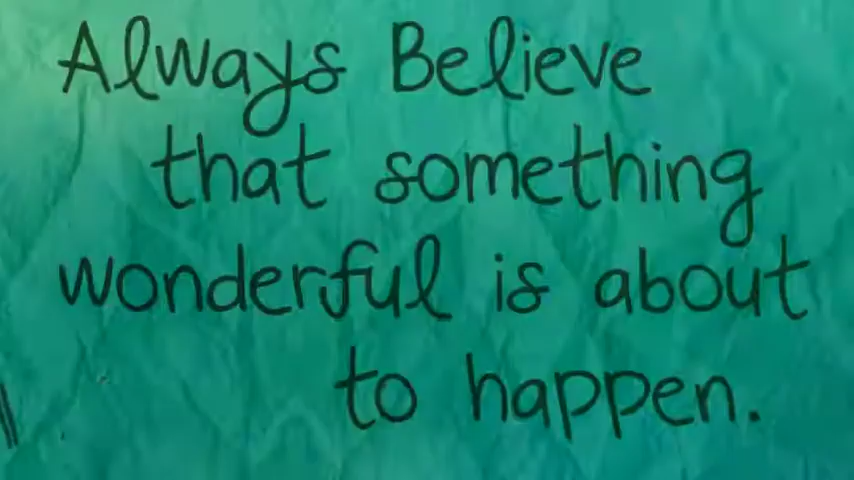 Always Believe
that something
wonderful is about
to happen.